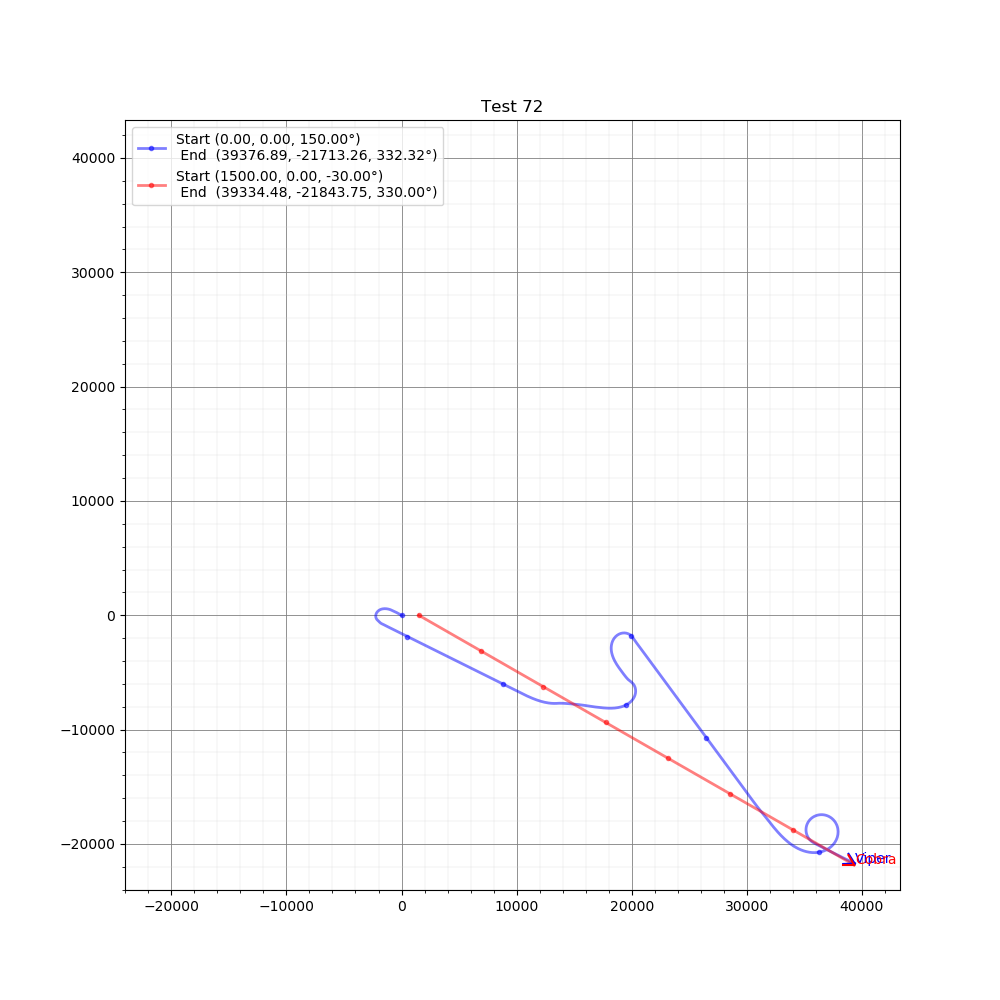 Test 72
Start (0.00, 0.00, 150.00°)
End (39376.89, -21713.26, 332.32°)
Start (1500.00, 0.00, -30.00°)
End (39334.48, -21843.75, 330.00°)
40000
30000
20000
10000
0
−10000
−20000
Viper
Cobra
−20000 −10000 0 10000 20000 30000 40000